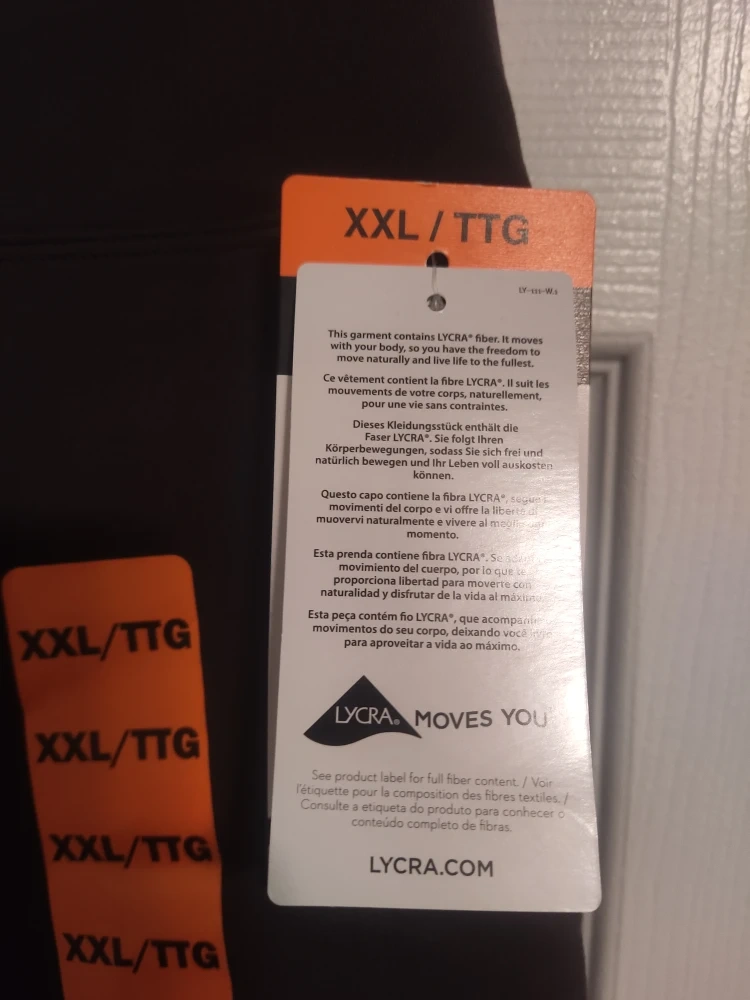 XXL / TTG
This garment contains LYCRA® fiber. It moves
with your body, so you have the freedom to
move naturally and live life to the fullest.
Ce vêtement contient la fibre LYCRA®. Il suit les
mouvements de votre corps, naturellement,
pour une vie sans contraintes.
Dieses Kleidungsstück enthält die
Faser LYCRA®. Sie folgt Ihren
Körperbewegungen, sodass Sie sich frei und
natürlich bewegen und Ihr Leben voll auskosten
können.
Questo capo contiene la fibra LYCRA®, segue
movimenti del corpo e vi offre la libertà di
muovervi naturalmente e vivere al
momento.
Esta prenda contiene fibra LYCRA®.
movimiento del cuerpo, por lo que te
proporciona libertad para moverte con
naturalidad y disfrutar de la vida al máximo.
Esta peça contém fio LYCRA®, que acompanha
movimentos do seu corpo, deixando você
para aproveitar a vida ao máximo.
LYCRA® MOVES YOU
See product label for full fiber content. / Voir
l'étiquette pour la composition des fibres textiles. /
Consulte a etiqueta do produto para conhecer o
conteúdo completo de fibras.
LYCRA.COM
XXL/TTG
XXL/TTG
XXL/TTG
XXL/TTG